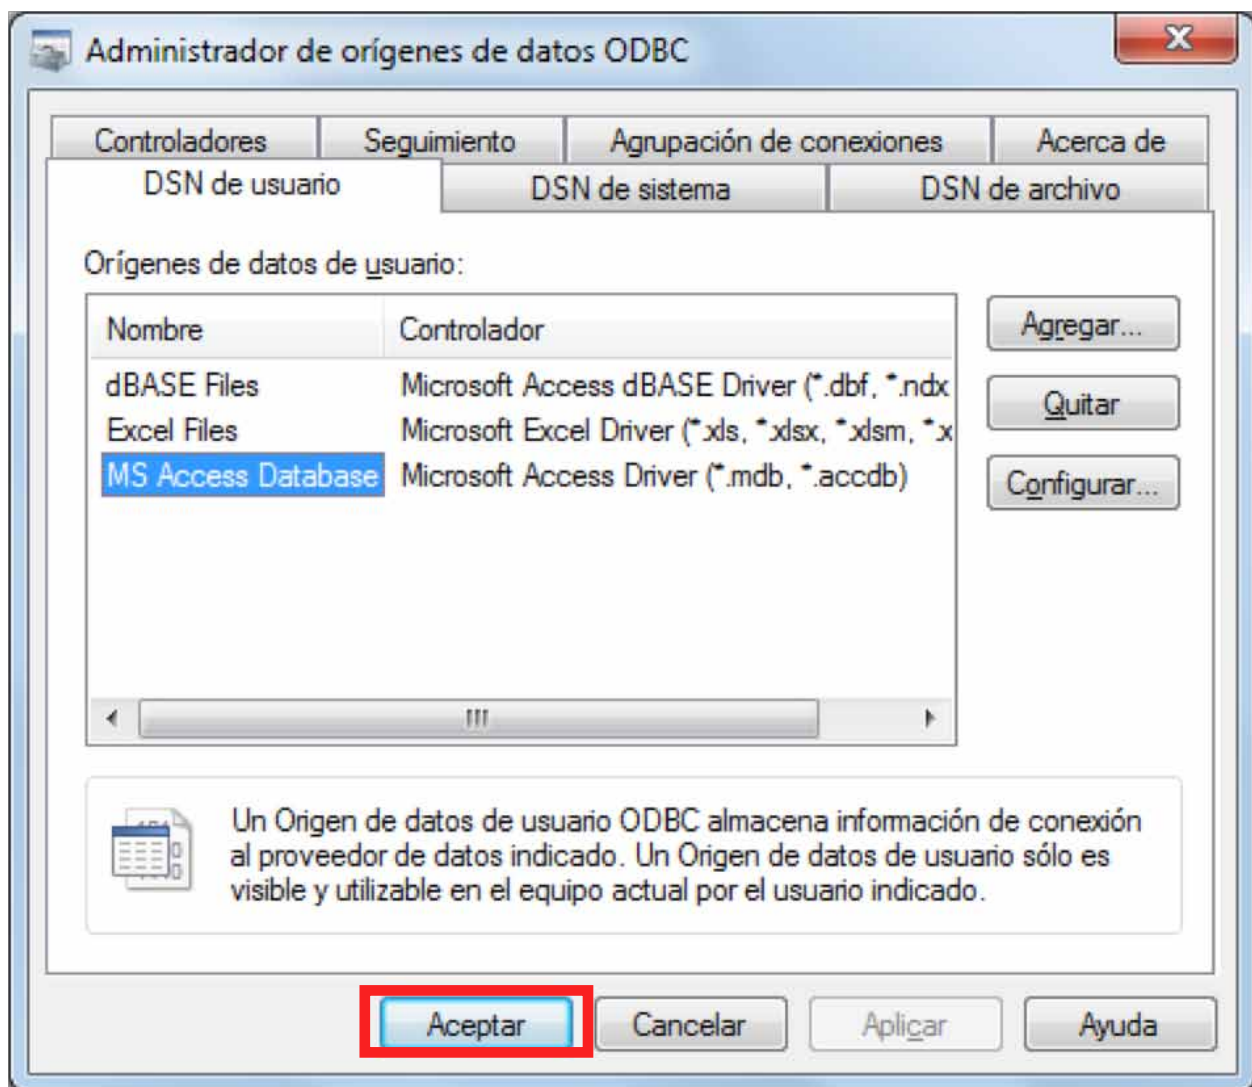 Administrador de orígenes de datos ODBC
Controladores Seguimiento Agrupación de conexiones Acerca de
DSN de usuario DSN de sistema DSN de archivo
Orígenes de datos de usuario:
Nombre Controlador
Agregar...
dBASE Files Microsoft Access dBASE Driver (*.dbf, *.ndx
Quitar
Excel Files Microsoft Excel Driver (*.xls, *.xlsx, *.xlsm, *.x
MS Access Database Microsoft Access Driver (*.mdb, *.accdb)
Configurar...
Un Origen de datos de usuario ODBC almacena información de conexión
al proveedor de datos indicado. Un Origen de datos de usuario sólo es
visible y utilizable en el equipo actual por el usuario indicado.
Aceptar Cancelar Aplicar Ayuda